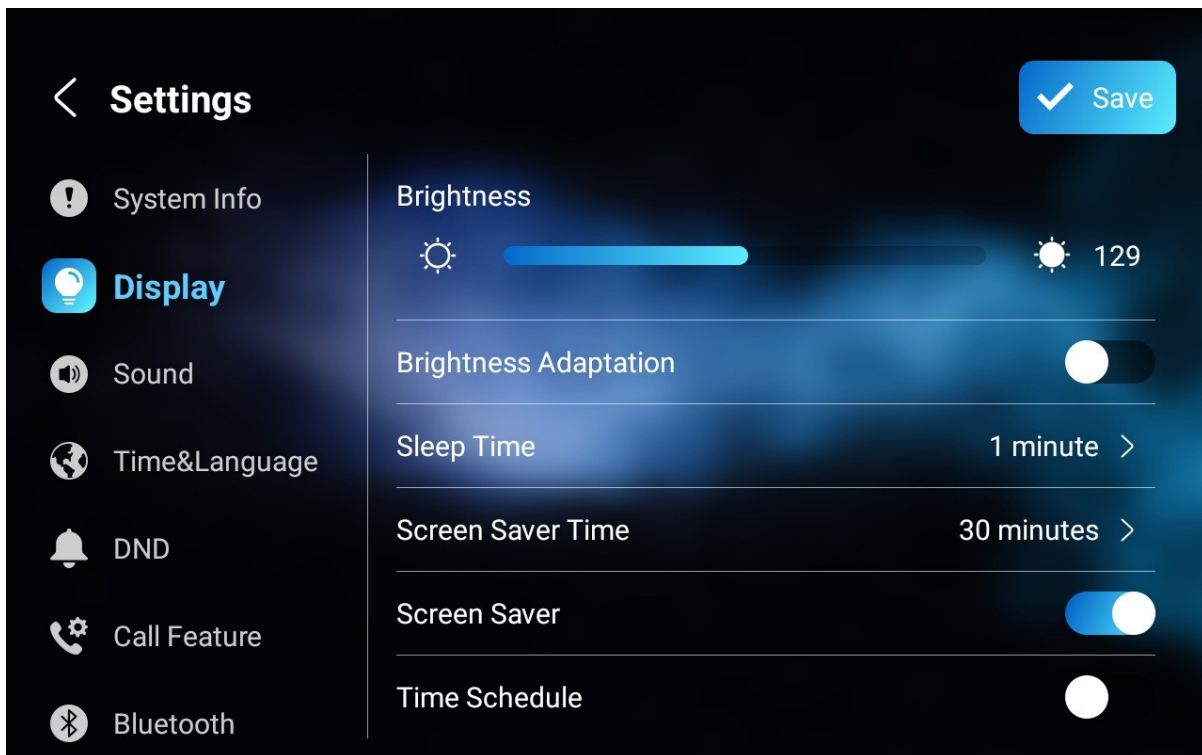 Settings
Save
System Info
Display
Sound
Time&Language
DND
Call Feature
Bluetooth
Brightness
129
Brightness Adaptation
Sleep Time 1 minute
Screen Saver Time 30 minutes
Screen Saver
Time Schedule